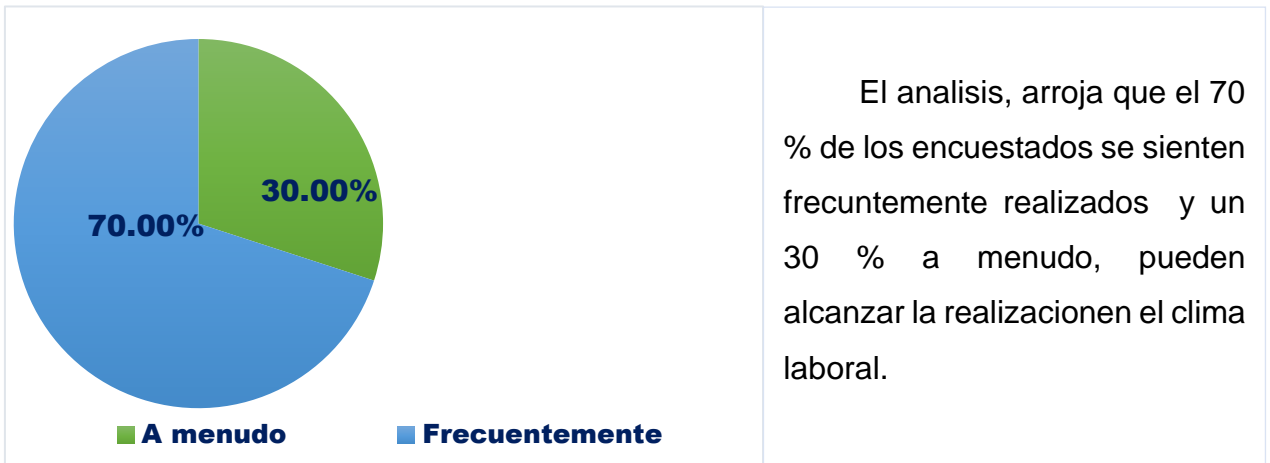 30.00%
70.00%
A menudo
Frecuentemente
El analisis, arroja que el 70
% de los encuestados se sienten
frecuntemente realizados y un
30 % a menudo, pueden
alcanzar la realizacionen el clima
laboral.